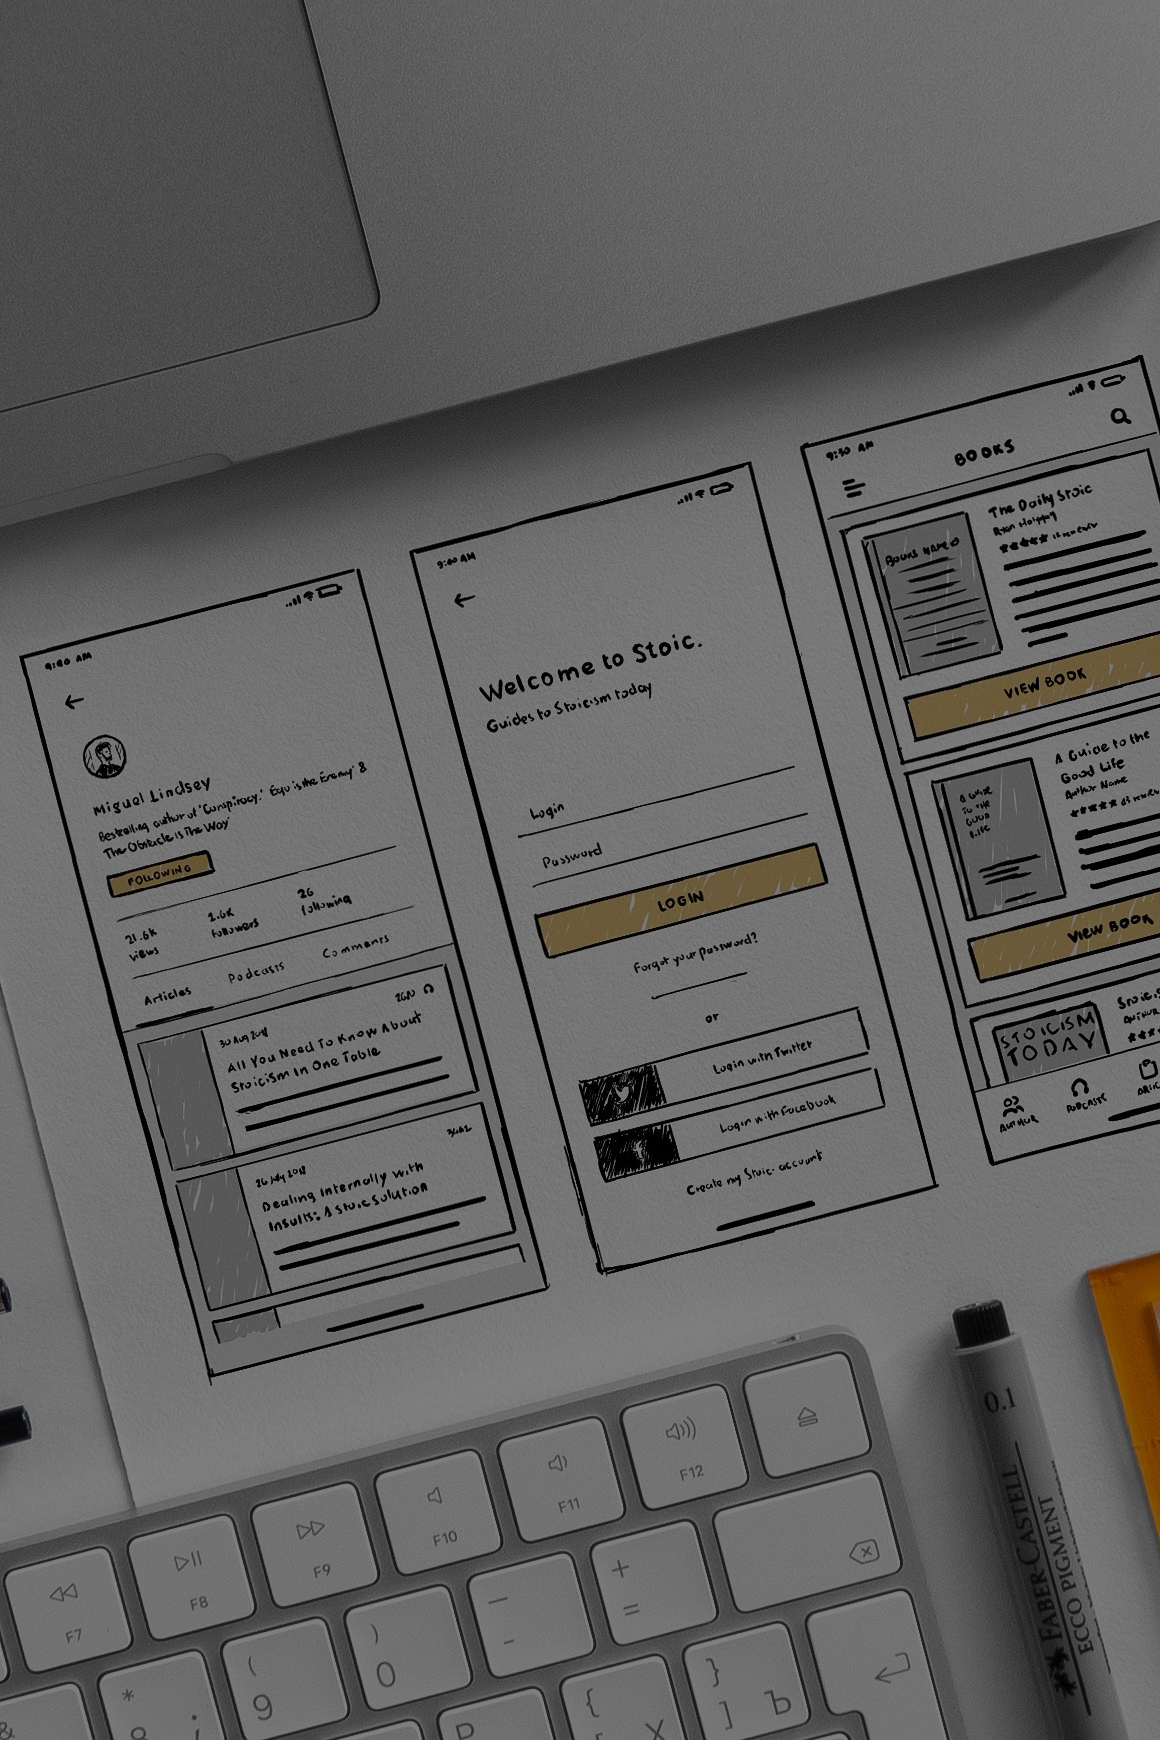 9:40 AM
Miguel Lindsey
Bestselling author of 'Conspiracy,' 'Ego is the Enemy' &
The Obstacle is The Way'
FOLLOWING
21.6K
views
2.6K
followers
26
following
Articles
Podcasts
Comments
30 Aug 2018
All You Need To Know About
Stoicism In One Table
26 July 2018
Dealing Internally with
Insults: A Stoic Solution
9:40 AM
Welcome to Stoic.
Guides to Stoicism today
Login
Password
LOGIN
Forgot your password?
or
Login with Twitter
Login with Facebook
Create my Stoic account
9:30 AM
BOOKS
The Daily Stoic
Ryan Holiday
VIEW BOOK
A Guide to the
Good Life
Author Name
A GUIDE
TO THE
GOOD
LIFE
VIEW BOOK
STOICISM
TODAY
AUTHOR
PODCASTS
F7
F8
F9
F10
F11
F12
+
=
—
-
)
0
(
9
*
8
;
&
P
{
[
Х
}
]
Ъ
0.1
FABER CASTELL
ECCO PIGMENT